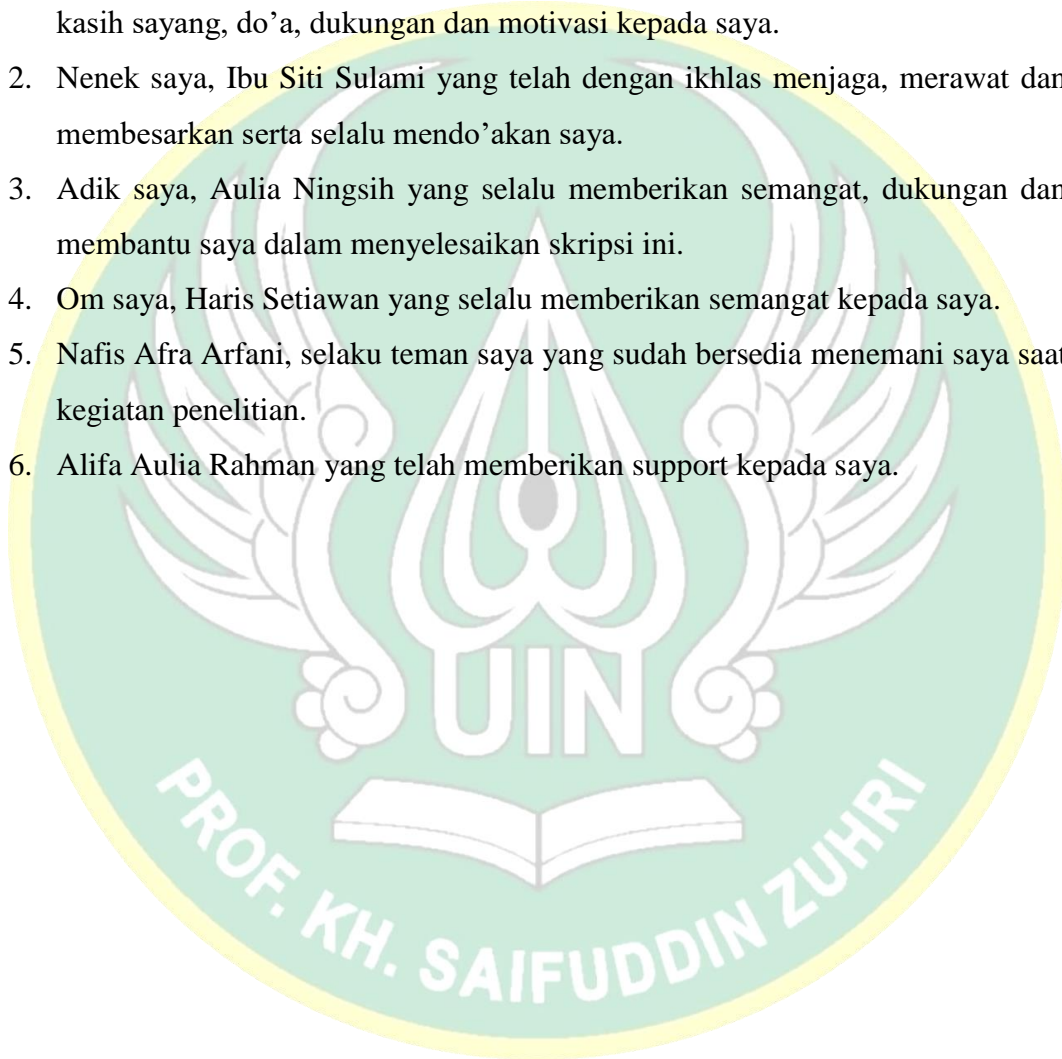 kasih sayang, do’a, dukungan dan motivasi kepada saya.
2. Nenek saya, Ibu Siti Sulami yang telah dengan ikhlas menjaga, merawat dan
membesarkan serta selalu mendo’akan saya.
3. Adik saya, Aulia Ningsih yang selalu memberikan semangat, dukungan dan
membantu saya dalam menyelesaikan skripsi ini.
4. Om saya, Haris Setiawan yang selalu memberikan semangat kepada saya.
5. Nafis Afra Arfani, selaku teman saya yang sudah bersedia menemani saya saat
kegiatan penelitian.
6. Alifa Aulia Rahman yang telah memberikan support kepada saya.
UIN
PROF. KH. SAIFUDDIN ZUHRI